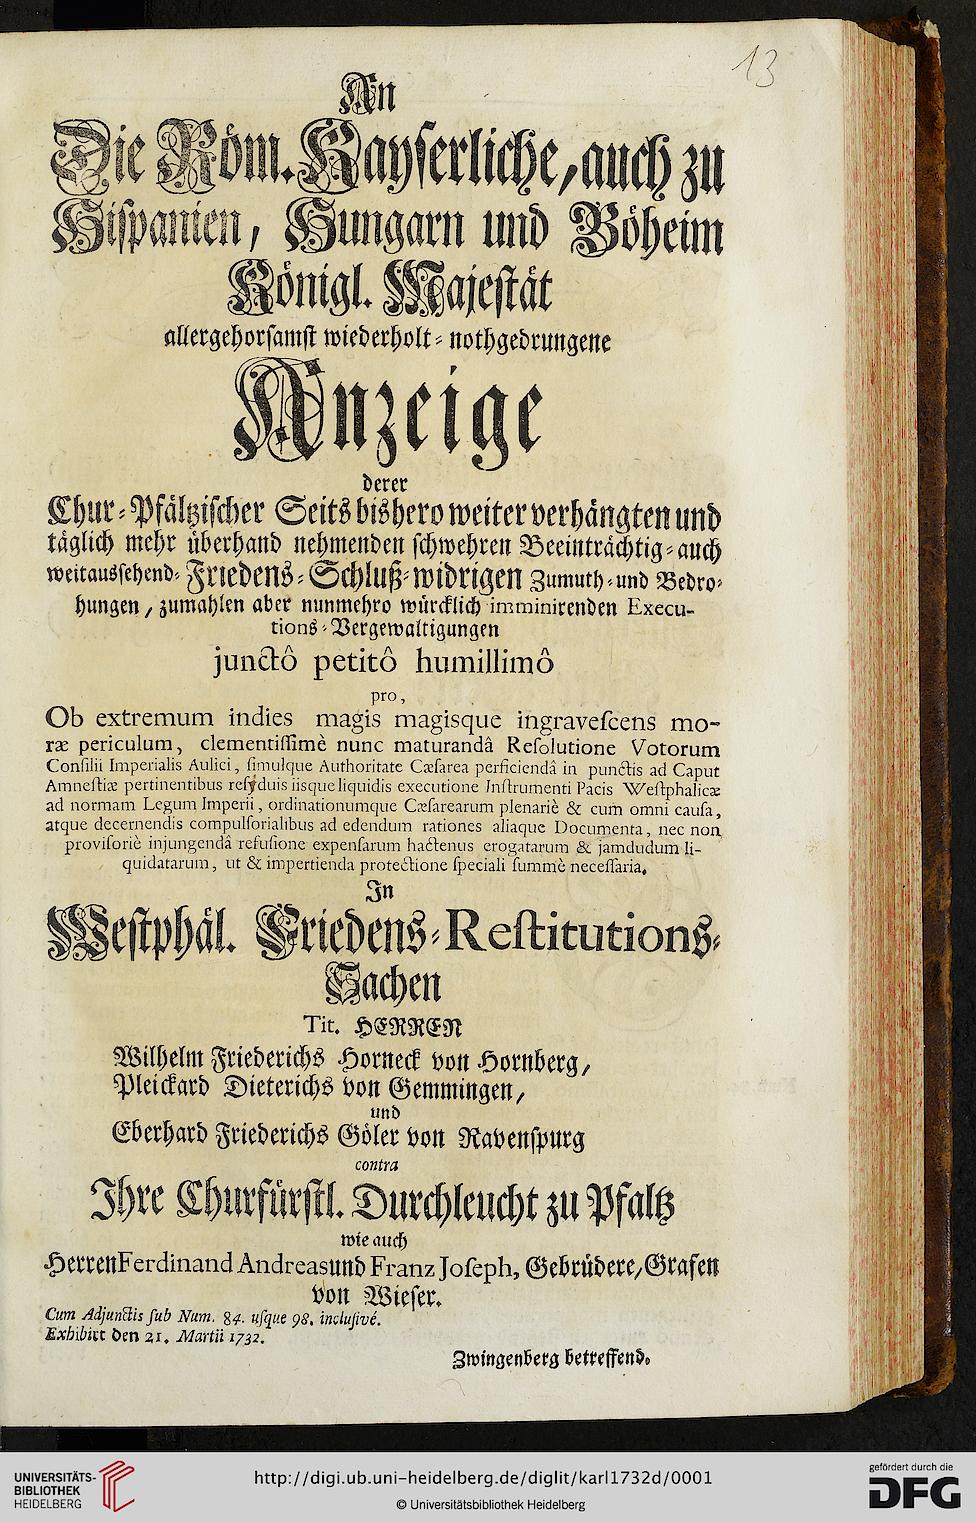 13
An
Die Röm. Kayserliche, auch zu
Hispanien, Hungarn und Böheim
Königl. Majestät
allergehorsamst wiederholt- nothgedrungene
Anzeige
derer
Chur-Pfältzischer Seits bishero weiter verhängten und
täglich mehr überhand nehmenden schwehren Beeinträchtig- auch
weitaussehend- Friedens-Schluß-widrigen Zumuth- und Bedro-
hungen, zumahlen aber nunmehro würcklich imminirenden Execu-
tions-Vergewaltigungen
junctô petitô humillimô
pro,
Ob extremum indies magis magisque ingravescens mo-
ræ periculum, clementissimè nunc maturandâ Resolutione Votorum
Consilii Imperialis Aulici, simulque Authoritate Cæsarea perficiendâ in punctis ad Caput
Amnestiæ pertinentibus resyduis iisque liquidis executione Instrumenti Pacis Westphalicæ
ad normam Legum Imperii, ordinationumque Cæsarearum plenariè & cum omni causa,
atque decernendis compulsorialibus ad edendum rationes aliaque Documenta, nec non
provisoriè injungendâ refusione expensarum hactenus erogatarum & jamdudum li-
quidatarum, ut & impertienda protectione speciali summè necessaria.
In
Westphäl. Friedens-Restitutions-
Sachen
Tit. HERREN
Wilhelm Friederichs Horneck von Hornberg,
Pleickard Dieterichs von Gemmingen,
und
Eberhard Friederichs Göler von Ravenspurg
contra
Ihre Churfürstl. Durchleucht zu Pfaltz
wie auch
Herren Ferdinand Andreas und Franz Joseph, Gebrüdere, Grafen
von Wieser.
Cum Adjunctis sub Num. 84. usque 98. inclusivé.
Exhibirt den 21. Martii 1732.
Zwingenberg betreffend.
UNIVERSITÄTS-
BIBLIOTHEK
HEIDELBERG
http://digi.ub.uni-heidelberg.de/diglit/karl1732d/0001
© Universitätsbibliothek Heidelberg
gefördert durch die
DFG